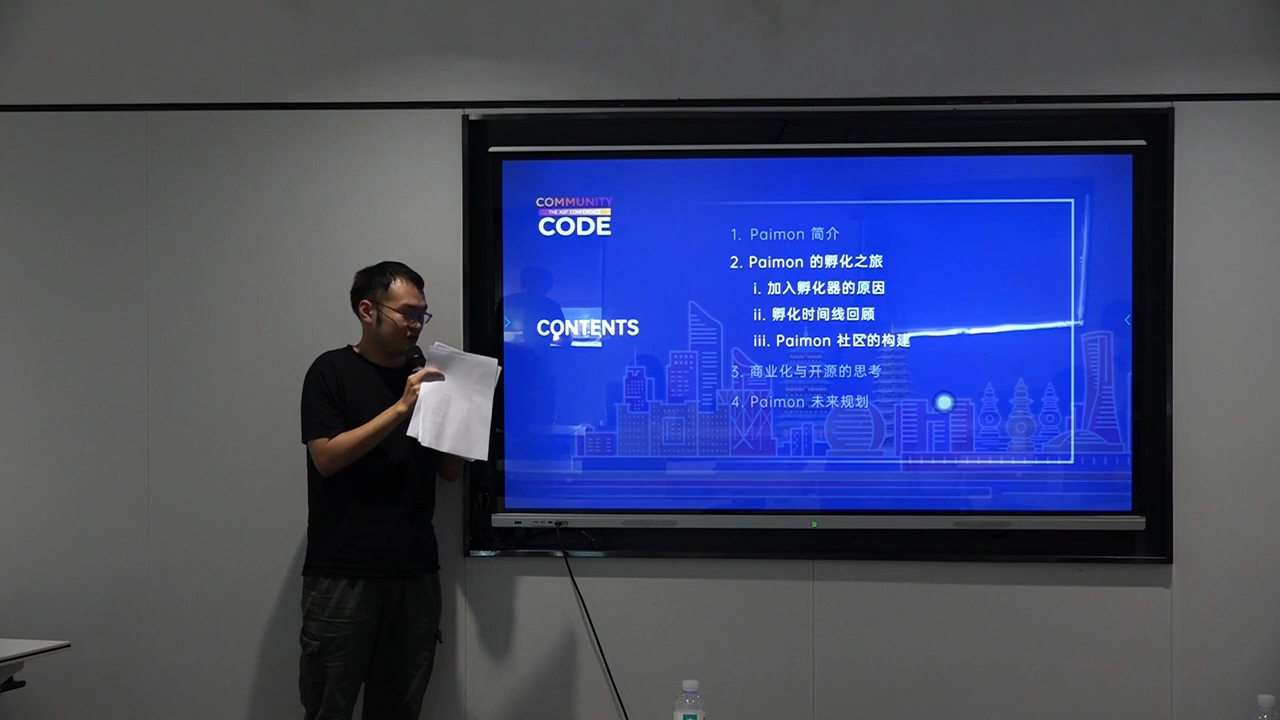 COMMUNITY
THE ASF CONFERENCE
CODE
CONTENTS
1. Paimon 简介
2. Paimon 的孵化之旅
i. 加入孵化器的原因
ii. 孵化时间线回顾
iii. Paimon 社区的构建
3. 商业化与开源的思考
4. Paimon 未来规划